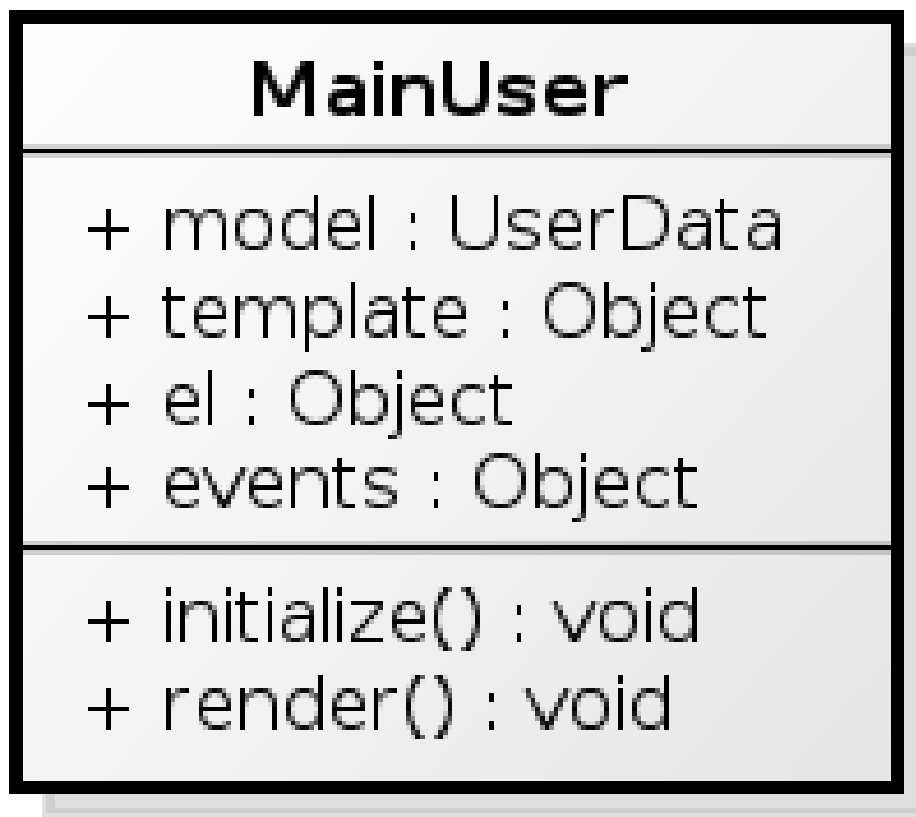 MainUser
+ model : UserData
+ template : Object
+ el : Object
+ events : Object
+ initialize() : void
+ render() : void